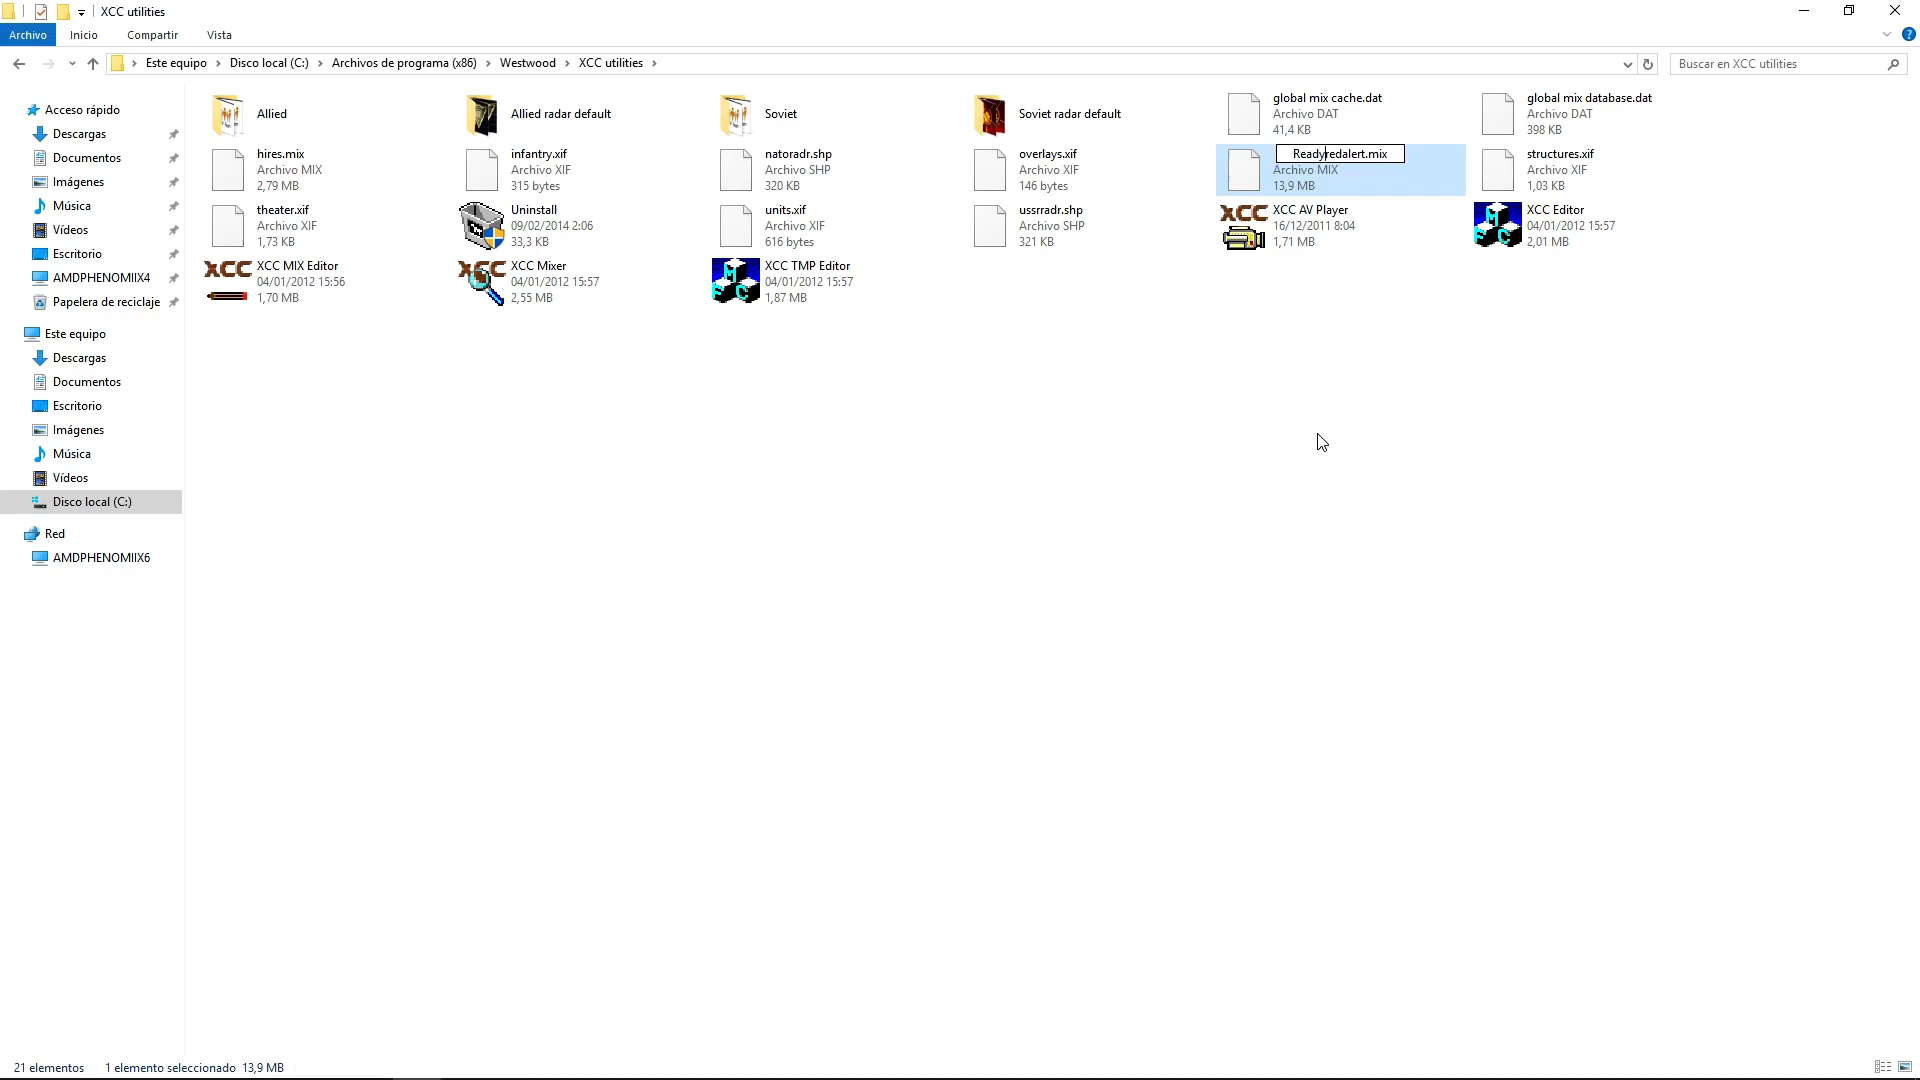 XCC utilities
Archivo Inicio Compartir Vista
Este equipo Disco local (C:) Archivos de programa (x86) Westwood XCC utilities
Buscar en XCC utilities
Acceso rápido
Descargas
Documentos
Imágenes
Música
Vídeos
Escritorio
AMDPHENOMIIX4
Papelera de reciclaje
Este equipo
Descargas
Documentos
Escritorio
Imágenes
Música
Vídeos
Disco local (C:)
Red
AMDPHENOMIIX6
Allied
Allied radar default
Soviet
Soviet radar default
global mix cache.dat
Archivo DAT
41,4 KB
global mix database.dat
Archivo DAT
398 KB
hires.mix
Archivo MIX
2,79 MB
infantry.xif
Archivo XIF
315 bytes
natoradr.shp
Archivo SHP
320 KB
overlays.xif
Archivo XIF
146 bytes
Readyredalert.mix
Archivo MIX
13,9 MB
structures.xif
Archivo XIF
1,03 KB
theater.xif
Archivo XIF
1,73 KB
Uninstall
09/02/2014 2:06
33,3 KB
units.xif
Archivo XIF
616 bytes
ussrradr.shp
Archivo SHP
321 KB
XCC
XCC AV Player
16/12/2011 8:04
1,71 MB
M
F C
XCC Editor
04/01/2012 15:57
2,01 MB
XCC
XCC MIX Editor
04/01/2012 15:56
1,70 MB
XCC
XCC Mixer
04/01/2012 15:57
2,55 MB
M
F C
XCC TMP Editor
04/01/2012 15:57
1,87 MB
21 elementos 1 elemento seleccionado 13,9 MB